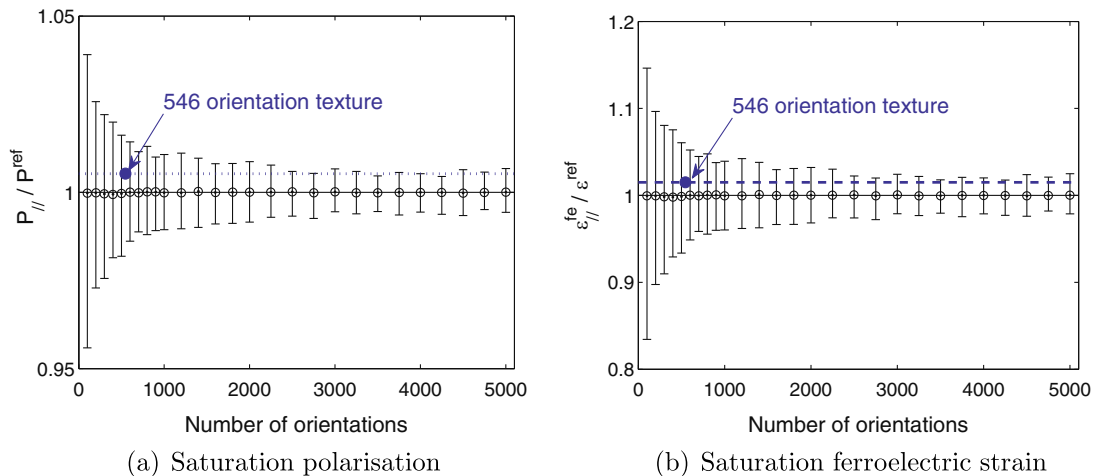 1.05
546 orientation texture
P// / P^ref
1
0.95
0
1000
2000
3000
4000
5000
Number of orientations
(a) Saturation polarisation
1.2
1.1
546 orientation texture
ε^fe_// / ε^ref
1.0
0.9
0.8
0
1000
2000
3000
4000
5000
Number of orientations
(b) Saturation ferroelectric strain